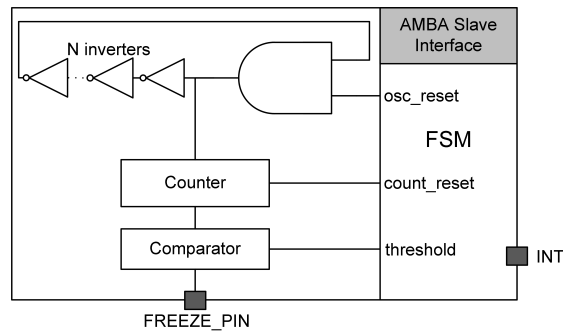 AMBA Slave
Interface
N inverters
osc_reset
FSM
Counter
count_reset
Comparator
threshold
INT
FREEZE_PIN